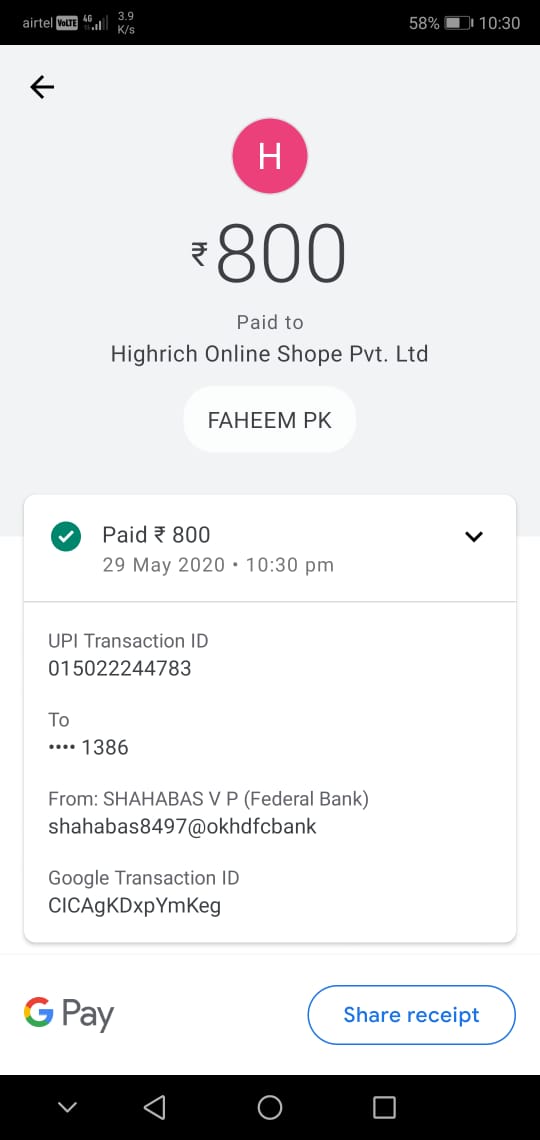 airtel VoLTE 4G 3.9 K/s 58% 10:30
H
₹800
Paid to
Highrich Online Shope Pvt. Ltd
FAHEEM PK
Paid ₹ 800
29 May 2020 • 10:30 pm
UPI Transaction ID
015022244783
To
•••• 1386
From: SHAHABAS V P (Federal Bank)
shahabas8497@okhdfcbank
Google Transaction ID
CICAgKDxpYmKeg
G Pay
Share receipt